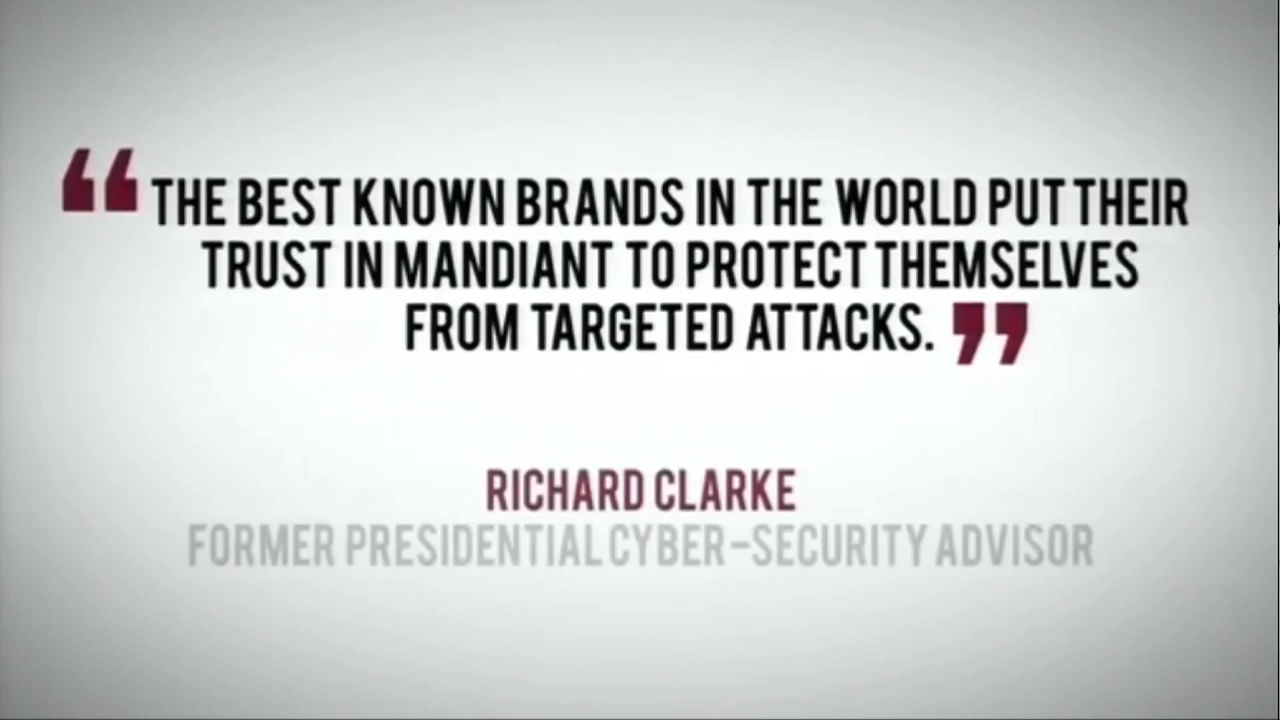 “ THE BEST KNOWN BRANDS IN THE WORLD PUT THEIR
TRUST IN MANDIANT TO PROTECT THEMSELVES
FROM TARGETED ATTACKS. ”
RICHARD CLARKE
FORMER PRESIDENTIAL CYBER-SECURITY ADVISOR